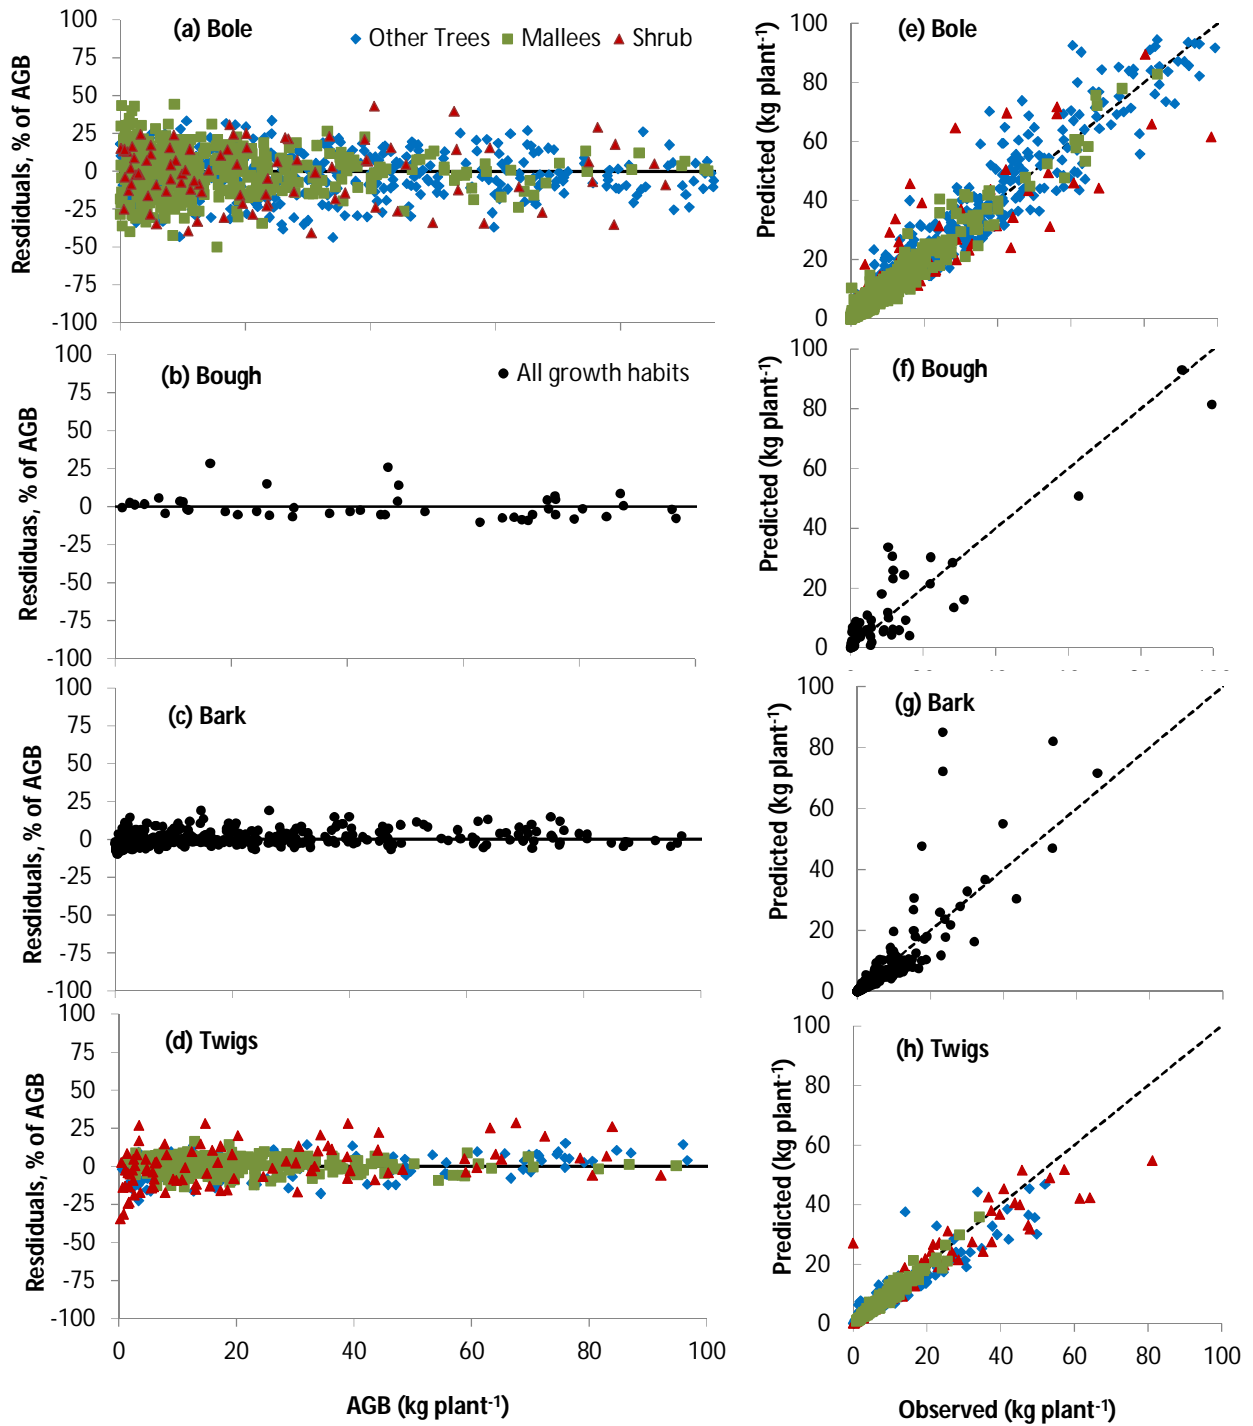 (a) Bole
Other Trees
Mallees
Shrub
100
75
50
25
0
-25
-50
-75
-100
Resdiduals, % of AGB
(e) Bole
100
80
60
40
20
0
Predicted (kg plant-1)
(b) Bough
All growth habits
100
75
50
25
0
-25
-50
-75
-100
Resdiduas, % of AGB
(f) Bough
100
80
60
40
20
0
Predicted (kg plant-1)
0 20 40 60 80 100
(c) Bark
100
75
50
25
0
-25
-50
-75
-100
Resdiduals, % of AGB
(g) Bark
100
80
60
40
20
0
Predicted (kg plant-1)
(d) Twigs
100
75
50
25
0
-25
-50
-75
-100
Resdiduals, % of AGB
0 20 40 60 80 100
AGB (kg plant-1)
(h) Twigs
100
80
60
40
20
0
Predicted (kg plant-1)
0 20 40 60 80 100
Observed (kg plant-1)